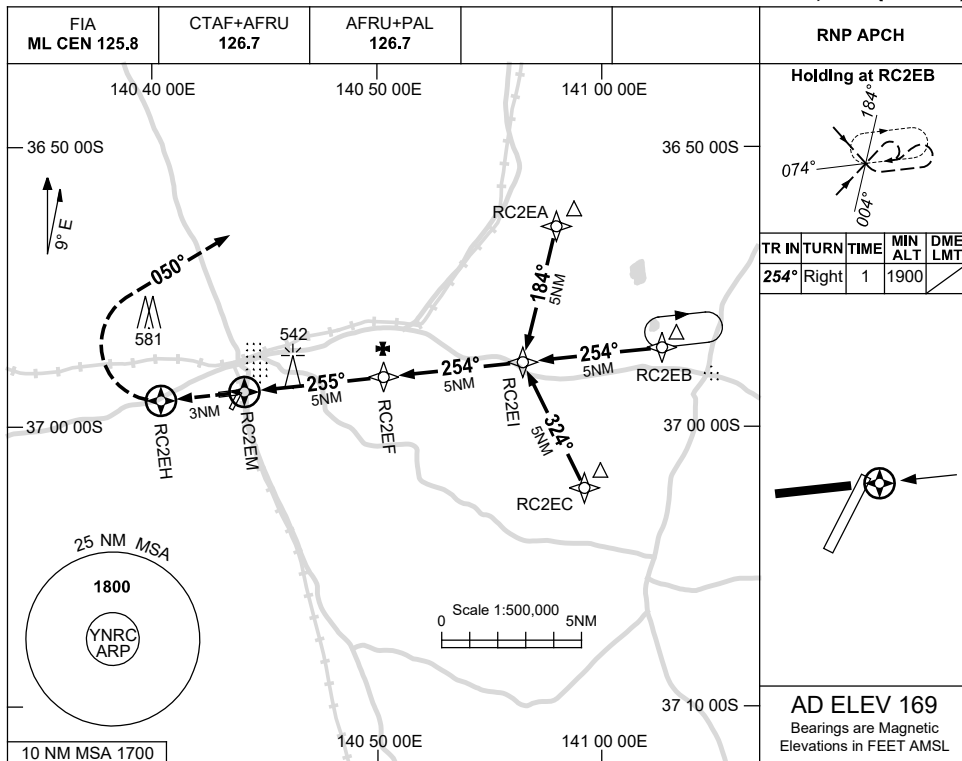 FIA
ML CEN 125.8
CTAF+AFRU
126.7
AFRU+PAL
126.7
RNP APCH
140 40 00E
140 50 00E
141 00 00E
36 50 00S
36 50 00S
9° E
050°
581
542
RC2EA
184°
5NM
254°
5NM
RC2EB
254°
5NM
255°
5NM
3NM
RC2EH
RC2EM
RC2EF
RC2EI
324°
5NM
RC2EC
37 00 00S
37 00 00S
25 NM MSA
1800
YNRC
ARP
Scale 1:500,000
0
5NM
37 10 00S
140 50 00E
141 00 00E
10 NM MSA 1700
Holding at RC2EB
184°
074°
004°
TR IN TURN TIME MIN ALT DME LMT
254° Right 1 1900
AD ELEV 169
Bearings are Magnetic
Elevations in FEET AMSL